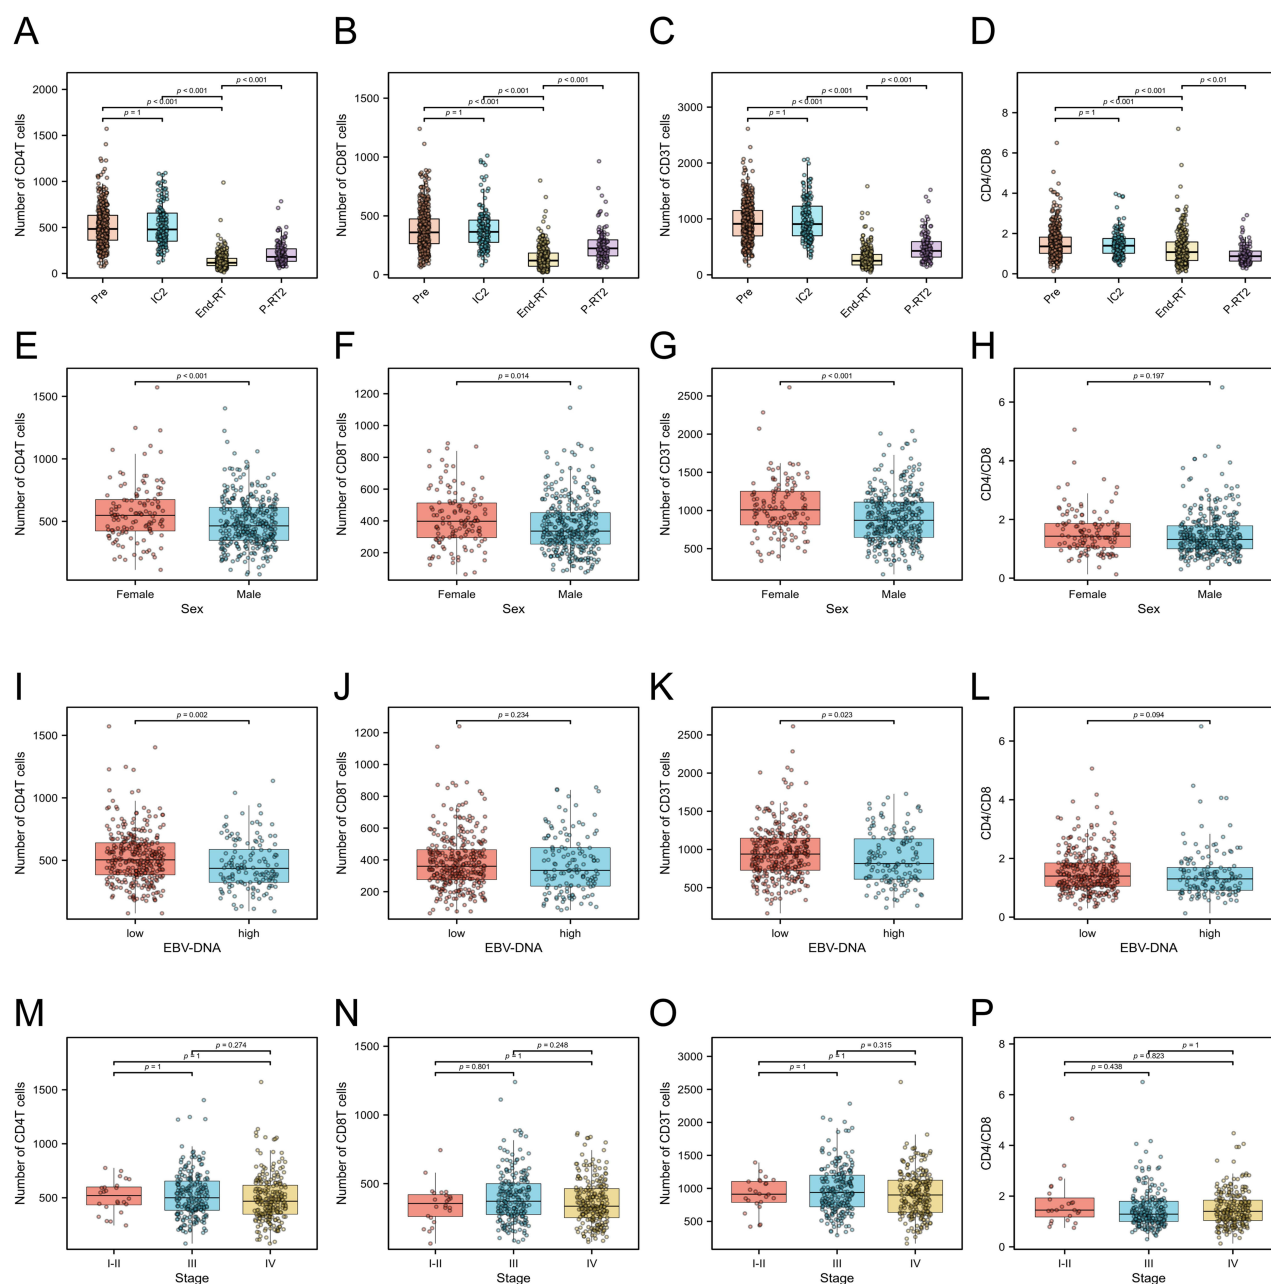 A
B
C
D
Number of CD4T cells
2000
1500
1000
500
0
p < 0.001
p < 0.001
p < 0.001
p = 1
Pre
IC2
End-RT
P-RT2
Number of CD8T cells
1500
1000
500
0
p < 0.001
p < 0.001
p < 0.001
p = 1
Pre
IC2
End-RT
P-RT2
Number of CD3T cells
3000
2000
1000
0
p < 0.001
p < 0.001
p < 0.001
p = 1
Pre
IC2
End-RT
P-RT2
CD4/CD8
8
6
4
2
0
p < 0.01
p < 0.001
p < 0.001
p = 1
Pre
IC2
End-RT
P-RT2
E
F
G
H
Number of CD4T cells
1500
1000
500
p < 0.001
Female
Male
Sex
Number of CD8T cells
1200
1000
800
600
400
200
p = 0.014
Female
Male
Sex
Number of CD3T cells
2500
2000
1500
1000
500
p < 0.001
Female
Male
Sex
CD4/CD8
6
4
2
0
p = 0.197
Female
Male
Sex
I
J
K
L
Number of CD4T cells
1500
1000
500
p = 0.002
low
high
EBV-DNA
Number of CD8T cells
1200
1000
800
600
400
200
p = 0.234
low
high
EBV-DNA
Number of CD3T cells
2500
2000
1500
1000
500
p = 0.023
low
high
EBV-DNA
CD4/CD8
6
4
2
0
p = 0.094
low
high
EBV-DNA
M
N
O
P
Number of CD4T cells
1500
1000
500
p = 0.274
p = 1
p = 1
I-II
III
IV
Stage
Number of CD8T cells
1500
1000
500
p = 0.248
p = 1
p = 0.801
I-II
III
IV
Stage
Number of CD3T cells
3000
2500
2000
1500
1000
500
p = 0.315
p = 1
p = 1
I-II
III
IV
Stage
CD4/CD8
8
6
4
2
0
p = 1
p = 0.823
p = 0.438
I-II
III
IV
Stage